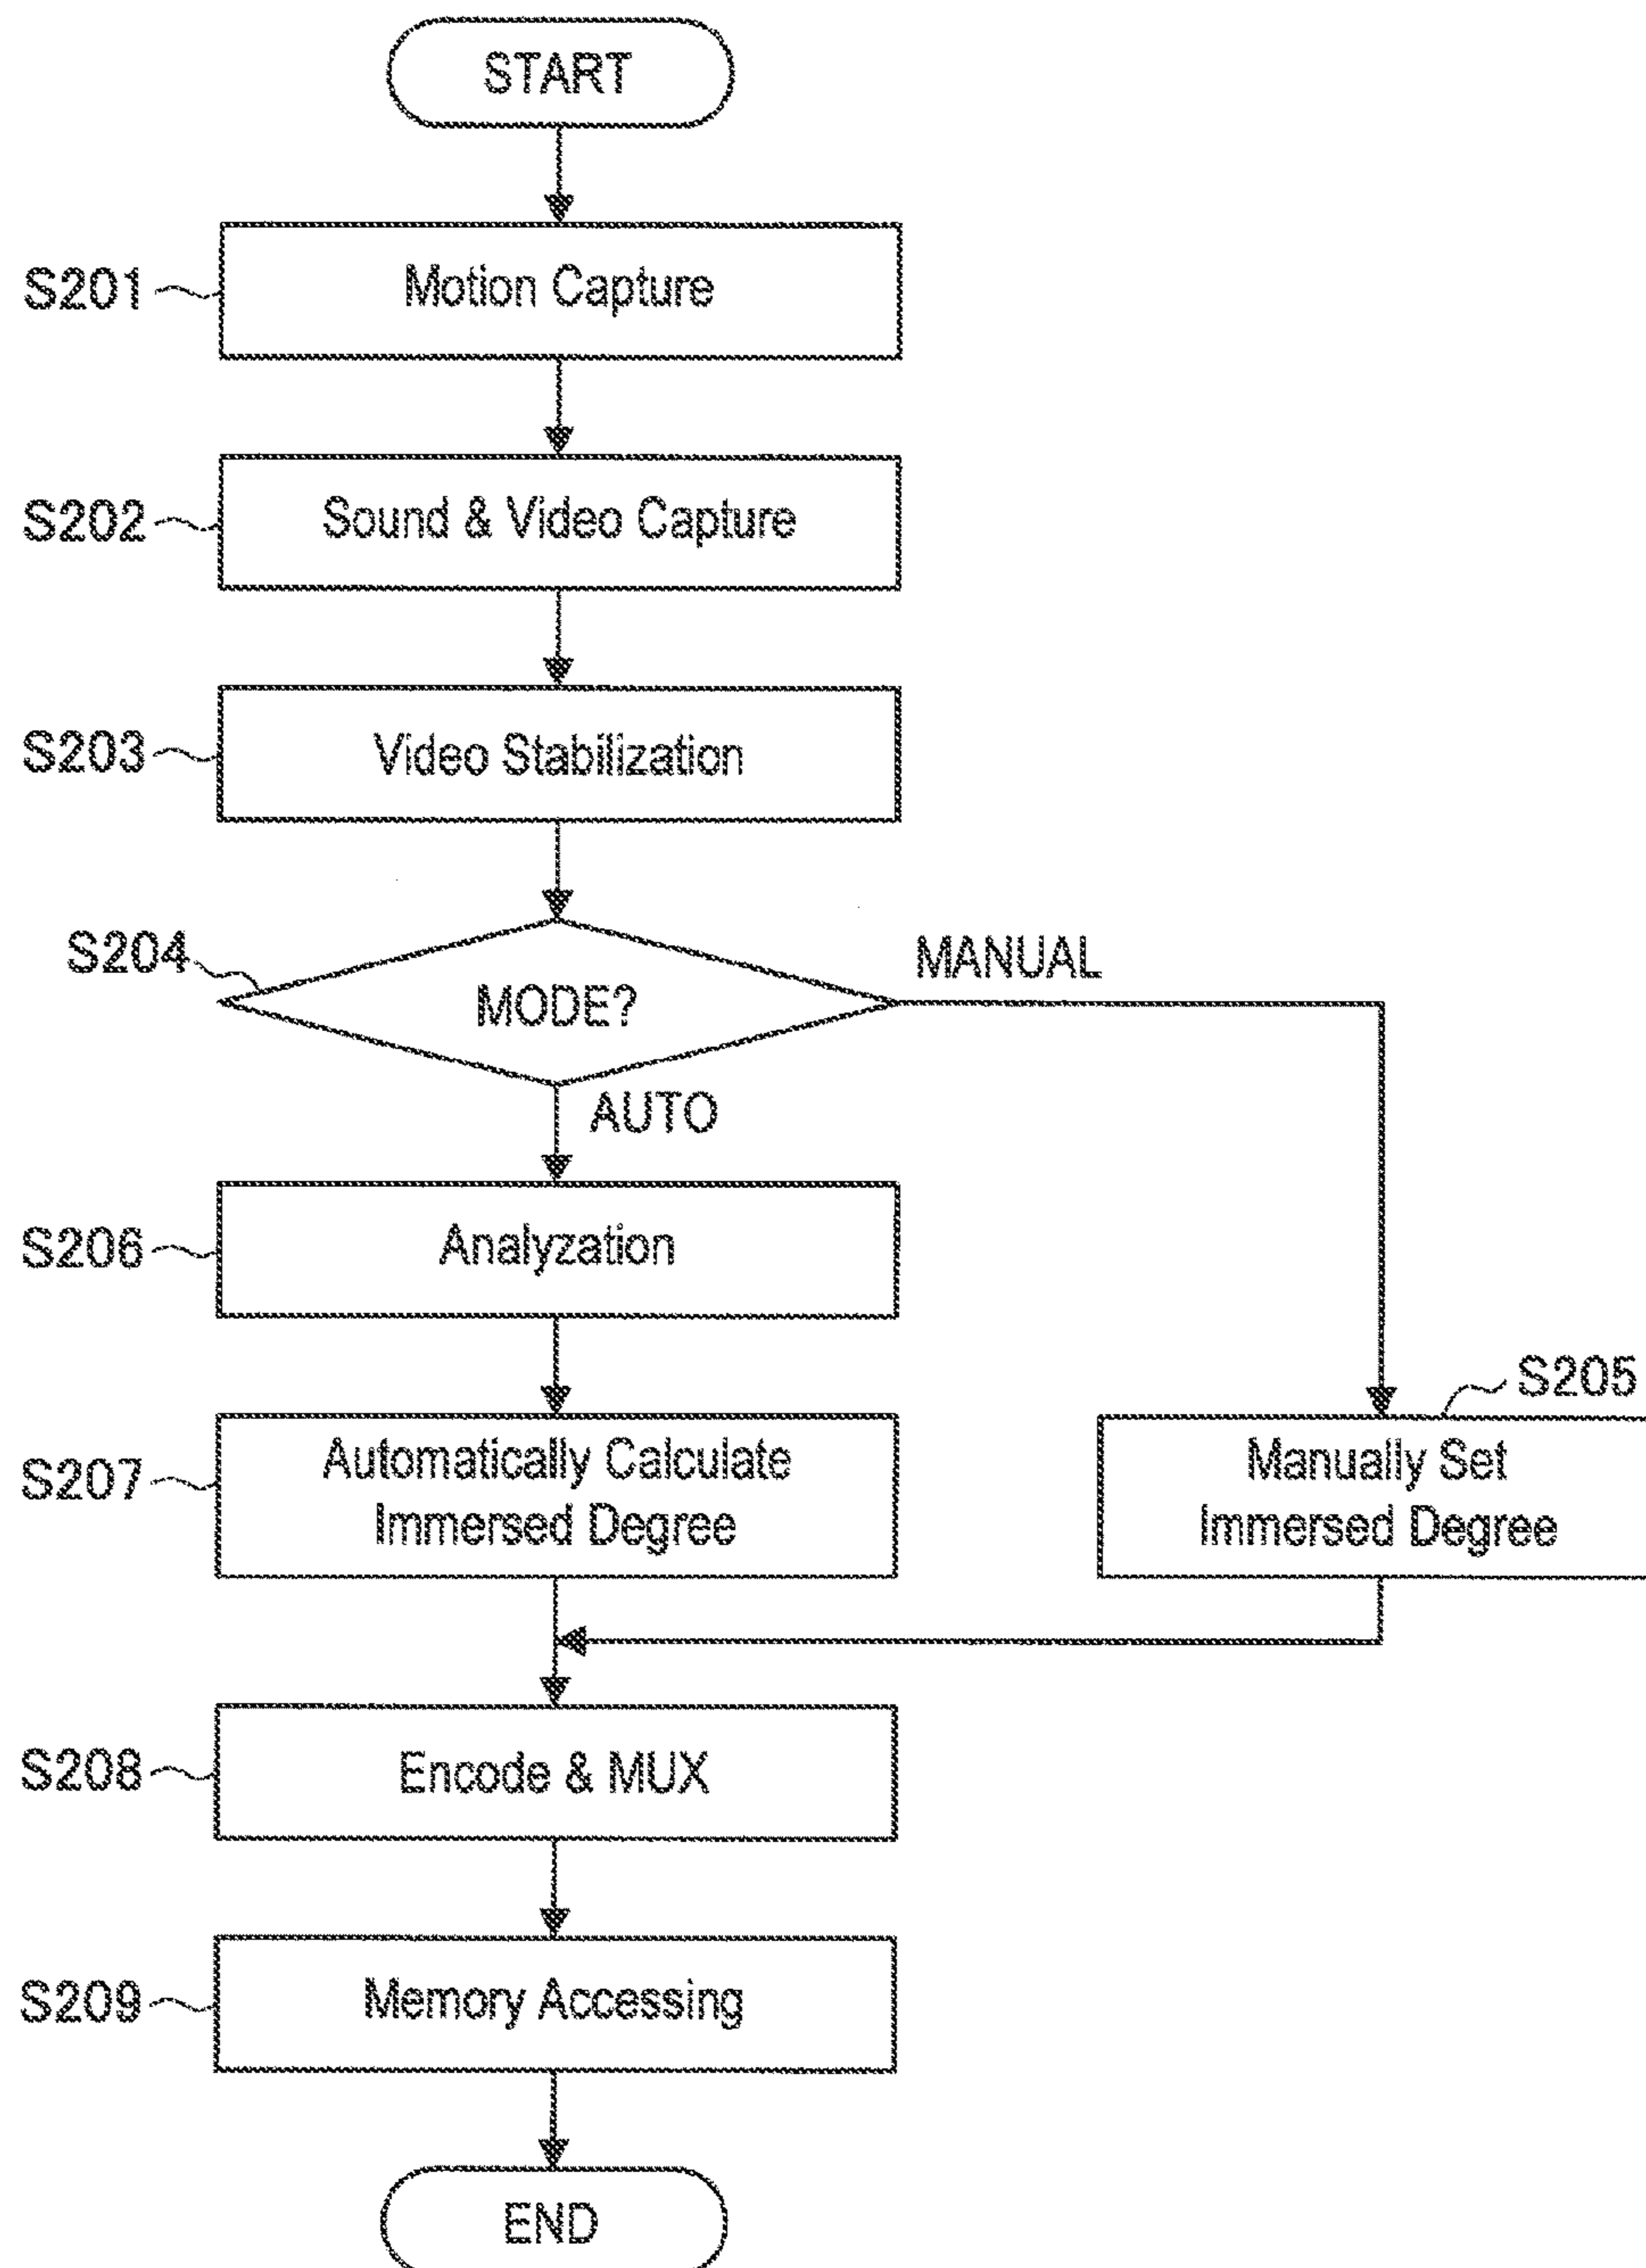 START
S201
Motion Capture
S202
Sound & Video Capture
S203
Video Stabilization
S204
MODE?
MANUAL
AUTO
S206
Analyzation
S205
S207
Automatically Calculate
Immersed Degree
Manually Set
Immersed Degree
S208
Encode & MUX
S209
Memory Accessing
END